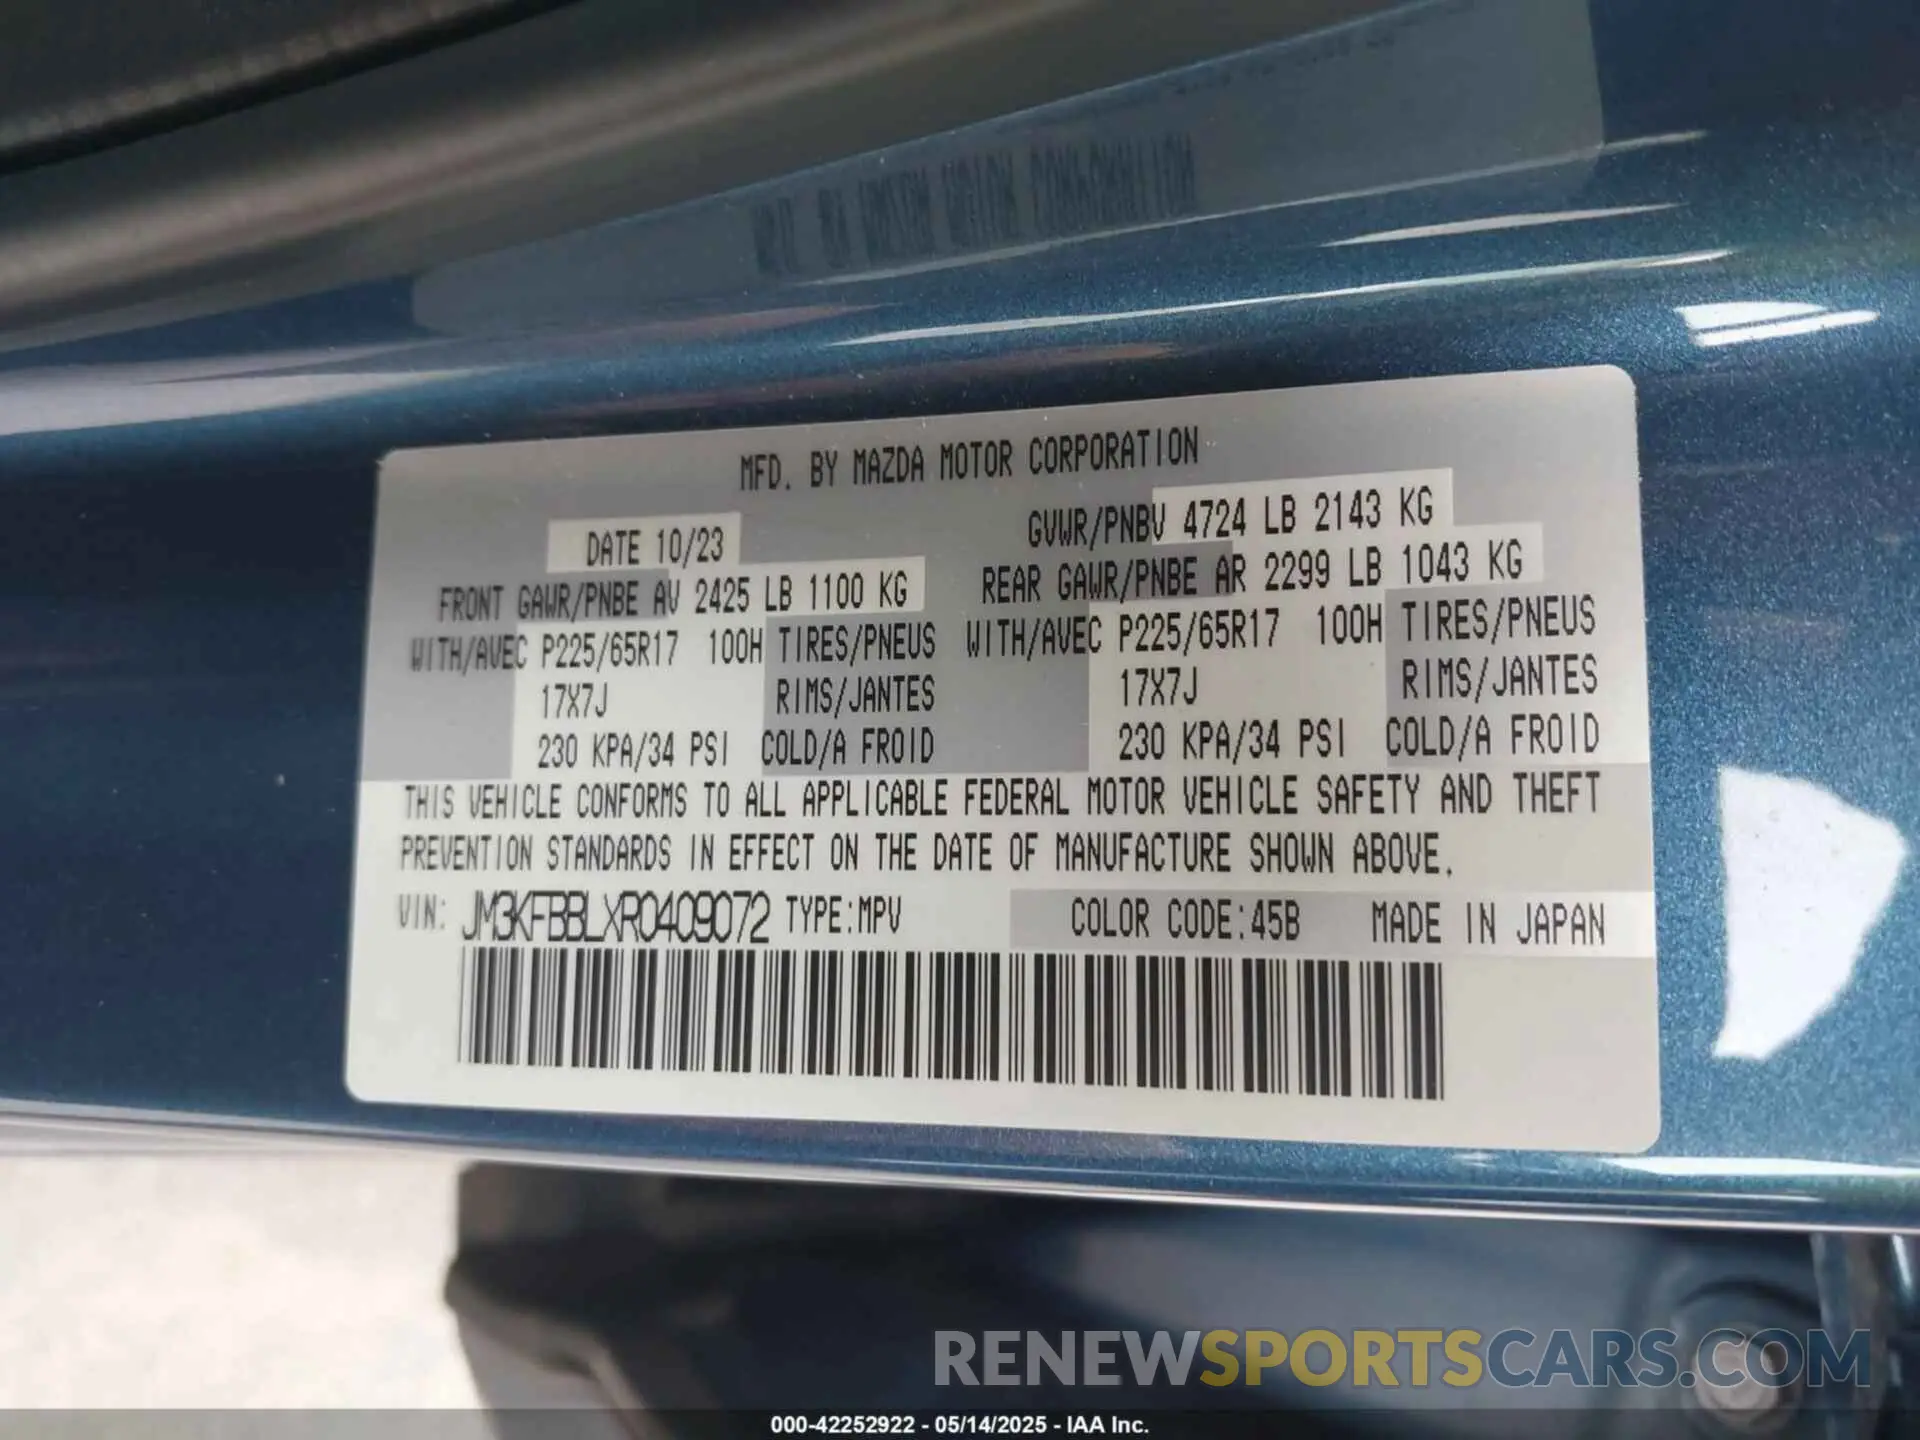 MFD. BY MAZDA MOTOR CORPORATION
DATE 10/23
GVWR/PNBV 4724 LB 2143 KG
FRONT GAWR/PNBE AV 2425 LB 1100 KG
REAR GAWR/PNBE AR 2299 LB 1043 KG
WITH/AVEC P225/65R17 100H TIRES/PNEUS WITH/AVEC P225/65R17 100H TIRES/PNEUS
17X7J RIMS/JANTES 17X7J RIMS/JANTES
230 KPA/34 PSI COLD/A FROID 230 KPA/34 PSI COLD/A FROID
THIS VEHICLE CONFORMS TO ALL APPLICABLE FEDERAL MOTOR VEHICLE SAFETY AND THEFT
PREVENTION STANDARDS IN EFFECT ON THE DATE OF MANUFACTURE SHOWN ABOVE.
VIN: JM3KFBBLXR0409072 TYPE:MPV COLOR CODE:45B MADE IN JAPAN
RENEWSPORTSCARS.COM
000-42252922 - 05/14/2025 - IAA Inc.